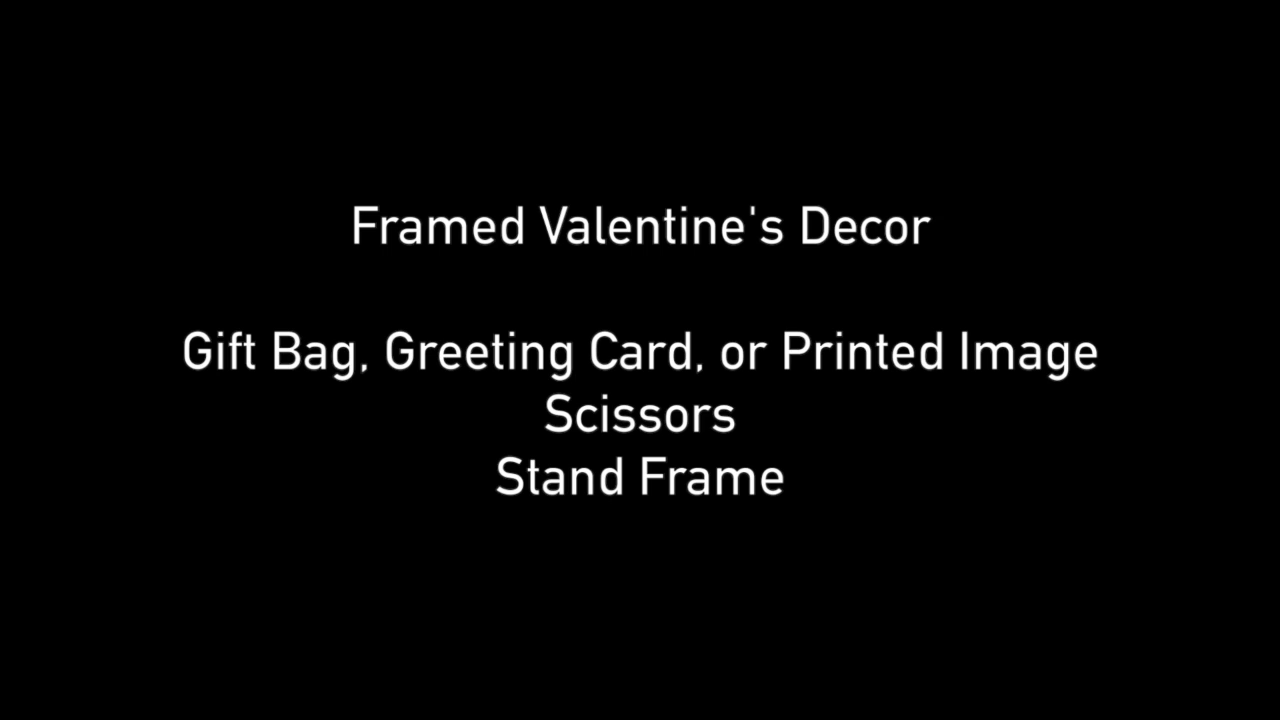 Framed Valentine's Decor
Gift Bag, Greeting Card, or Printed Image
Scissors
Stand Frame